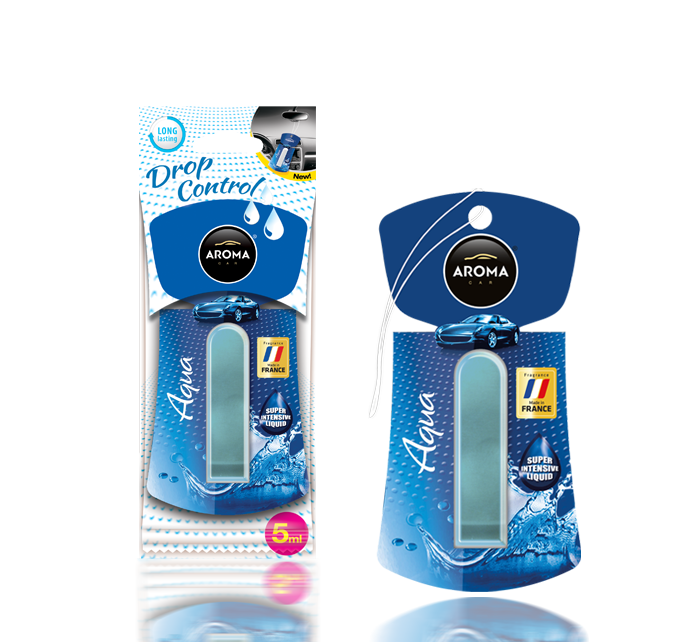 LONG
lasting
New!
Drop
Control
AROMA
CAR
®
Aqua
Fragrance
Made in
FRANCE
SUPER
INTENSIVE
LIQUID
5ml
AROMA
CAR
Aqua
Fragrance
Made in
FRANCE
SUPER
INTENSIVE
LIQUID